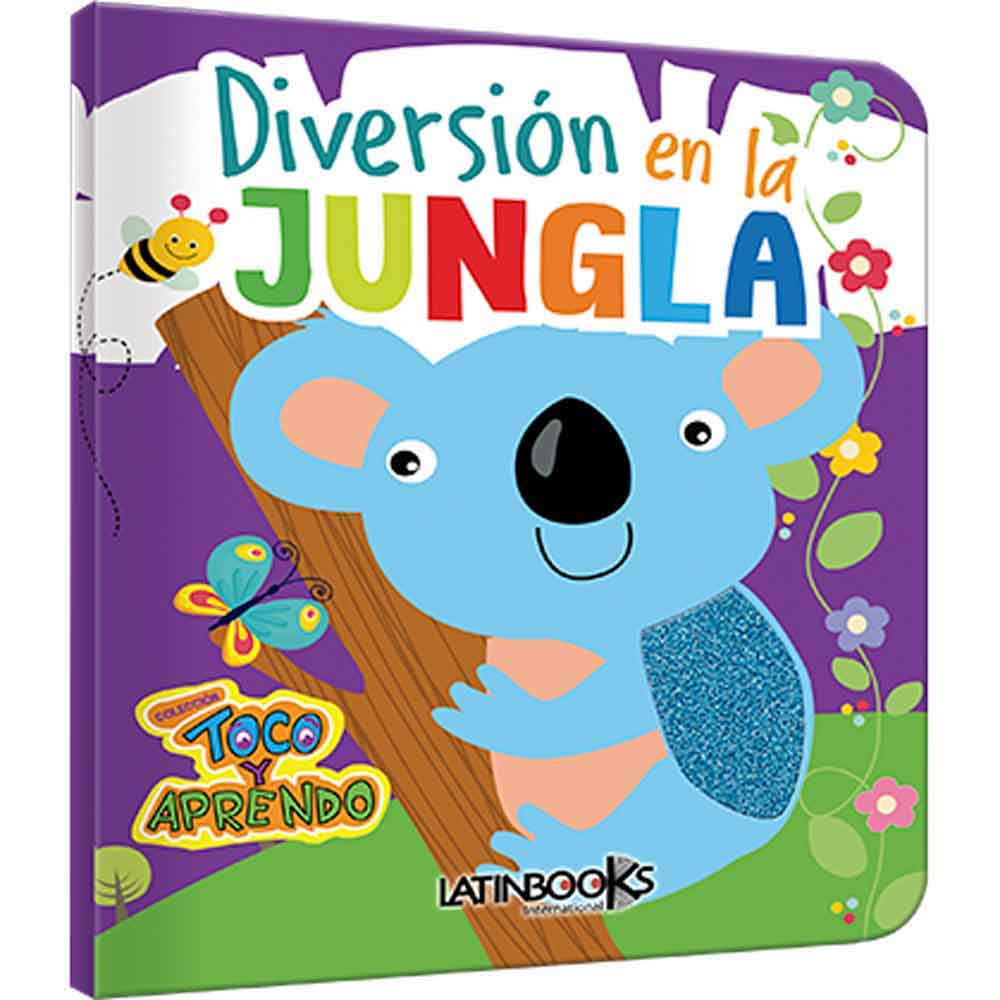 Diversión en la
JUNGLA
COLECCIÓN
TOCO
Y
APRENDO
LATINBOOKS
International